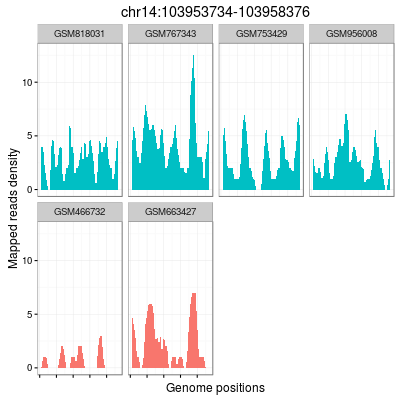 chr14:103953734-103958376
GSM818031 GSM767343 GSM753429 GSM956008
10
5
0
GSM466732 GSM663427
10
5
0
Mapped reads density
Genome positions